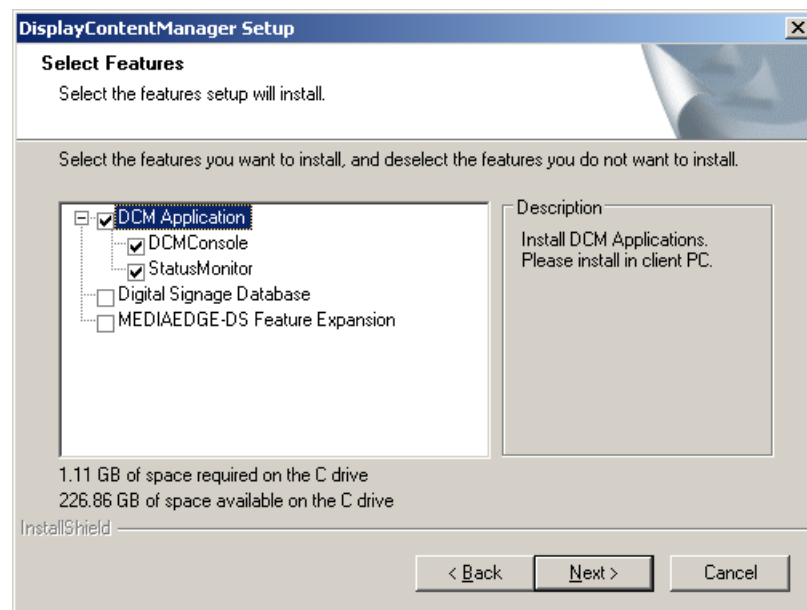 DisplayContentManager Setup
Select Features
Select the features setup will install.
Select the features you want to install, and deselect the features you do not want to install.
DCM Application
DCMConsole
StatusMonitor
Digital Signage Database
MEDIAEDGE-DS Feature Expansion
Description
Install DCM Applications.
Please install in client PC.
1.11 GB of space required on the C drive
226.86 GB of space available on the C drive
InstallShield
< Back
Next >
Cancel